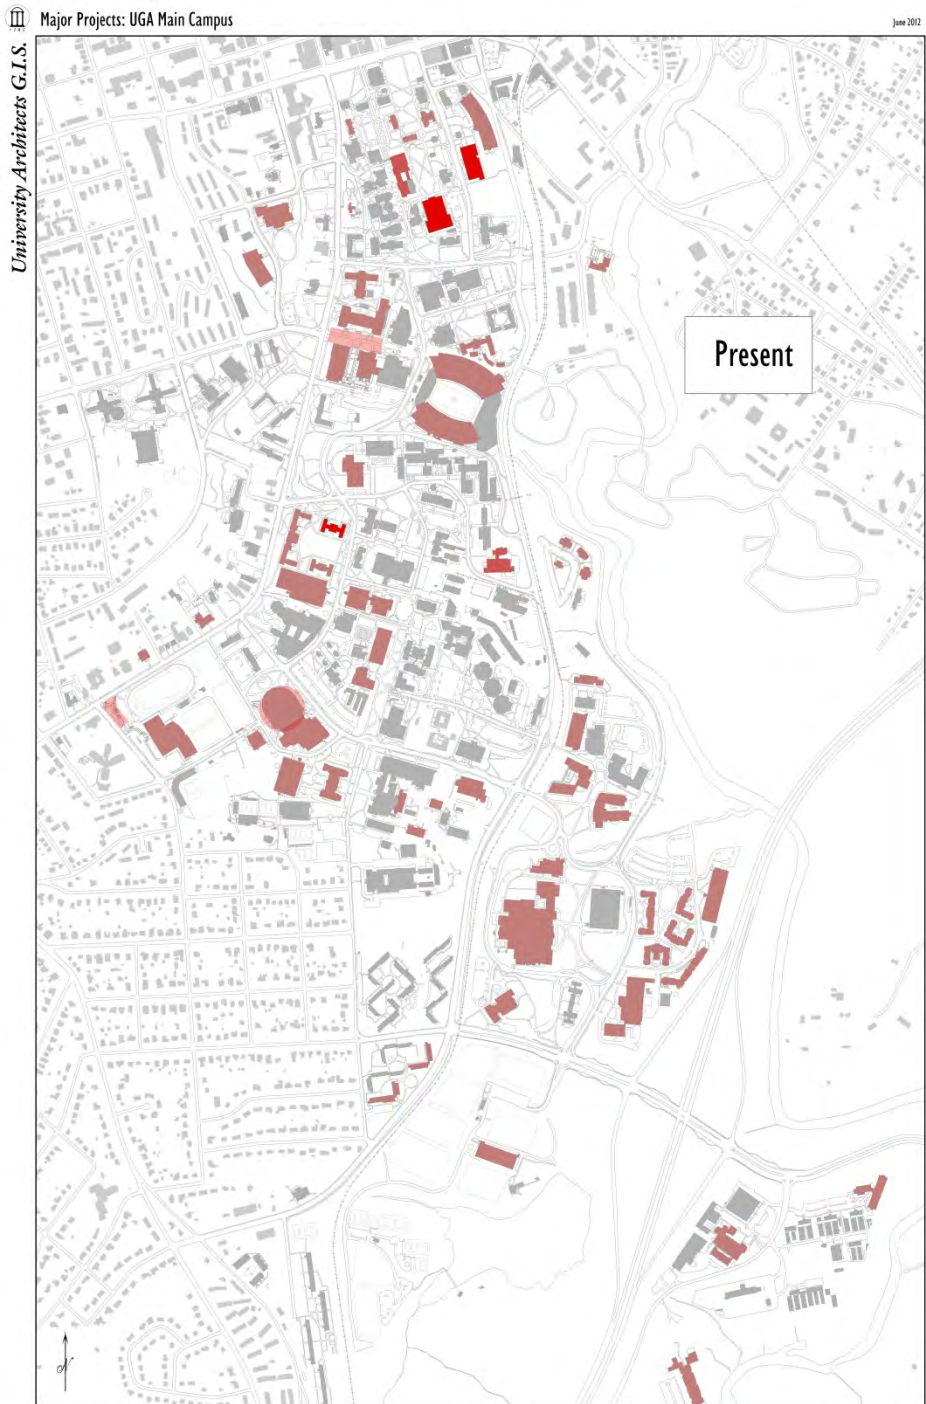 Major Projects: UGA Main Campus
June 2012
University Architects G.I.S.
Present
N